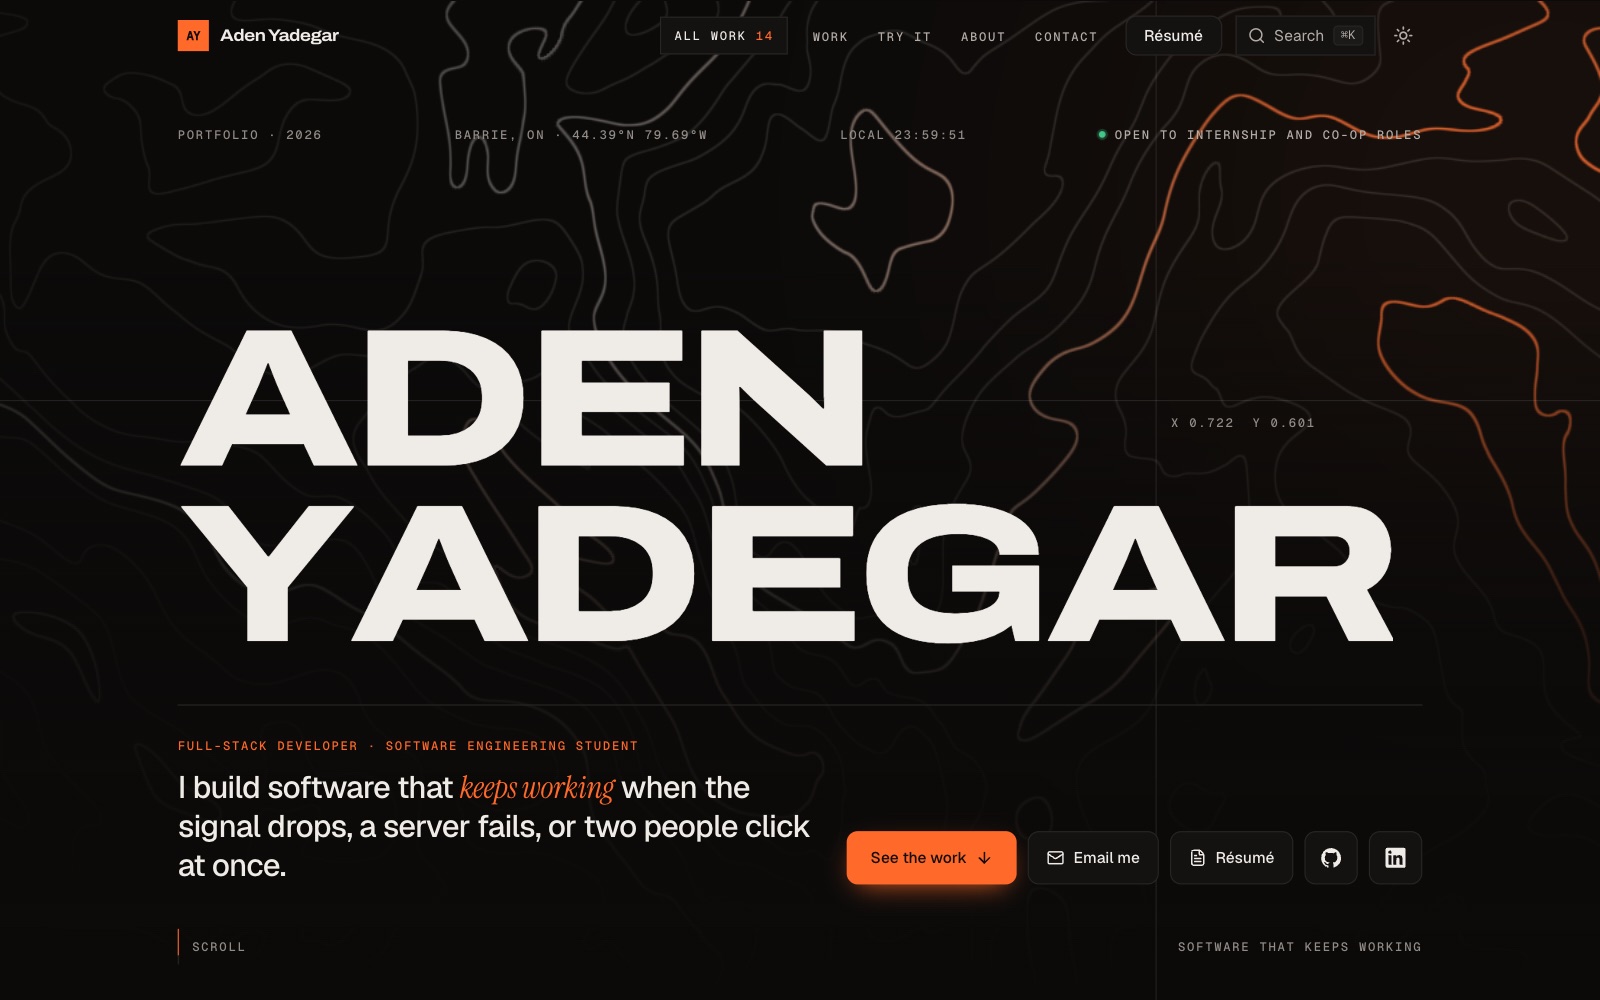 AY Aden Yadegar
ALL WORK 14 WORK TRY IT ABOUT CONTACT Résumé Search ⌘K
PORTFOLIO · 2026 BARRIE, ON · 44.39°N 79.69°W LOCAL 23:59:51 OPEN TO INTERNSHIP AND CO-OP ROLES
ADEN
X 0.722 Y 0.601
YADEGAR
FULL-STACK DEVELOPER · SOFTWARE ENGINEERING STUDENT
I build software that keeps working when the
signal drops, a server fails, or two people click
at once.
See the work ↓ Email me Résumé in
SCROLL SOFTWARE THAT KEEPS WORKING